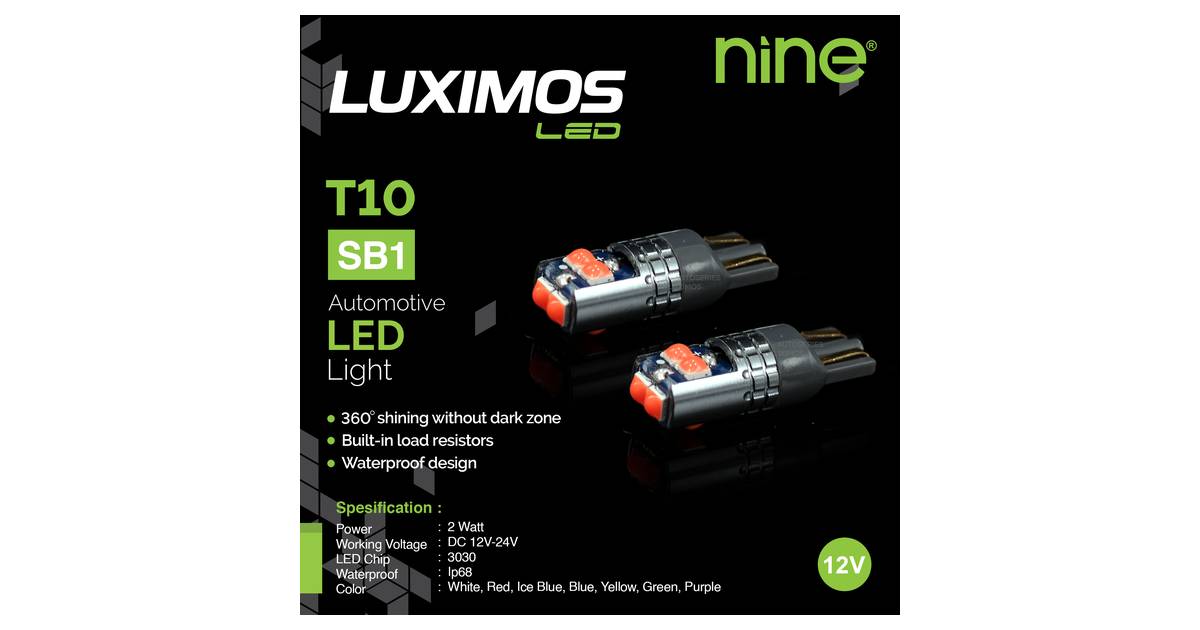 nine®
LUXIMOS
LED
T10
SB1
Automotive
LED
Light
• 360° shining without dark zone
• Built-in load resistors
• Waterproof design
Spesification :
Power : 2 Watt
Working Voltage : DC 12V-24V
LED Chip : 3030
Waterproof : Ip68
Color : White, Red, Ice Blue, Blue, Yellow, Green, Purple
12V